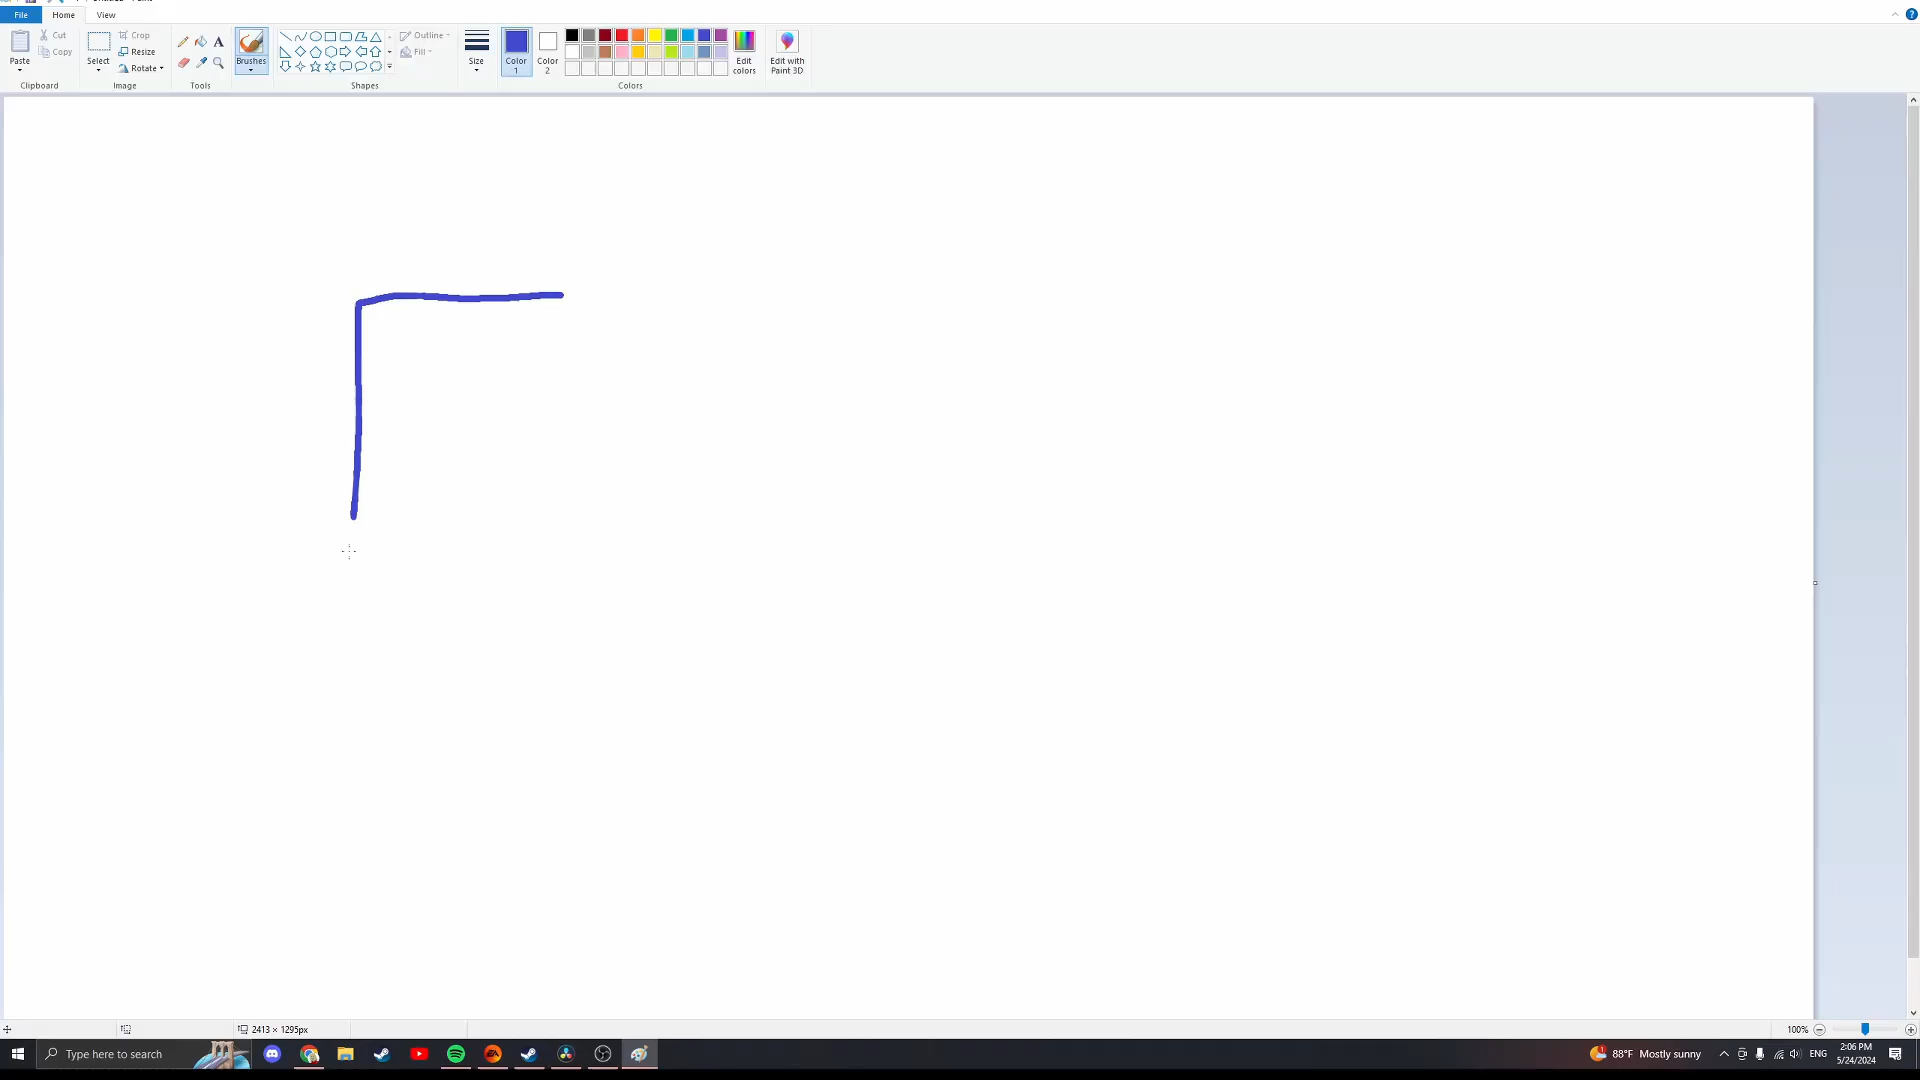 File Home View
Paste
Cut
Copy
Clipboard
Select
Crop
Resize
Rotate
Image
Tools
Brushes
Shapes
Outline
Fill
Size
Color 1
Color 2
Colors
Edit colors
Edit with Paint 3D
2413 × 1295px
100%
Type here to search
88°F Mostly sunny
ENG
2:06 PM
5/24/2024